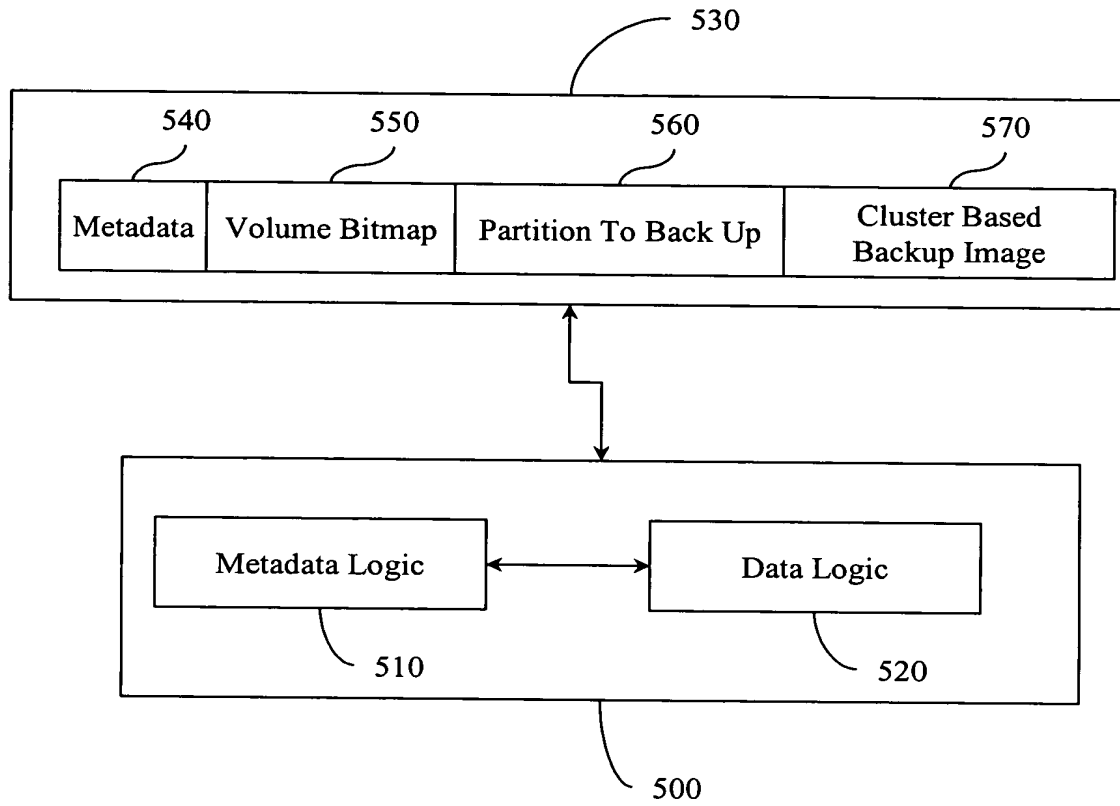 530
540
550
560
570
Metadata
Volume Bitmap
Partition To Back Up
Cluster Based
Backup Image
Metadata Logic
Data Logic
510
520
500